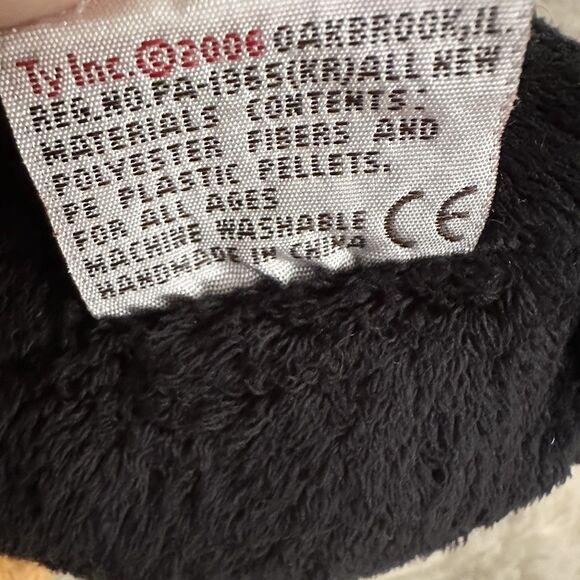 Ty Inc. ©2006 OAKBROOK,IL.
REG.NO.PA-1965(KR)ALL NEW
MATERIALS CONTENTS:
POLYESTER FIBERS AND
PE PLASTIC PELLETS.
FOR ALL AGES
MACHINE WASHABLE
HANDMADE IN CHINA
CE